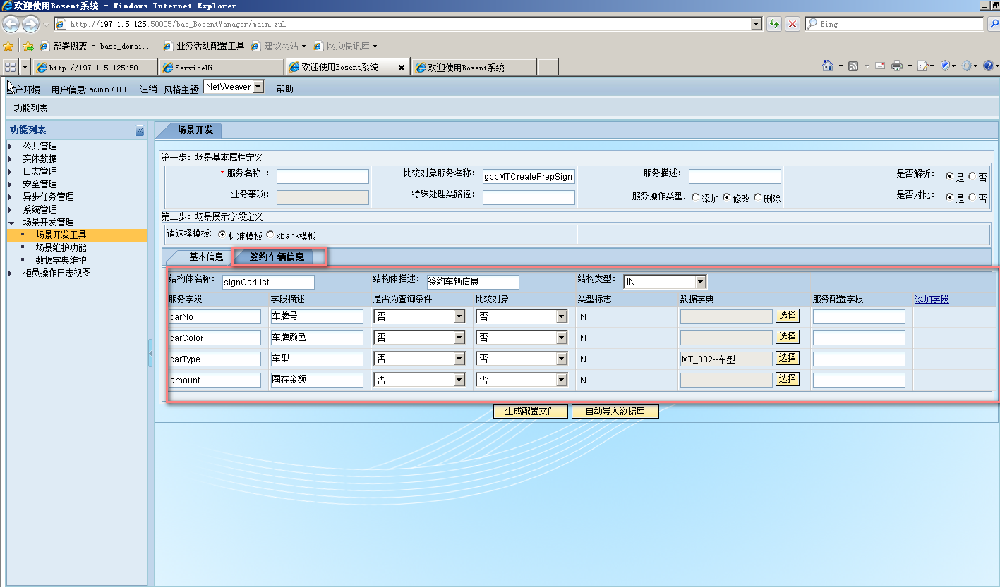 欢迎使用Bosent系统 - Windows Internet Explorer
http://197.1.5.125:50005/bas_BosentManager/main.zul
Bing
部署概要 - base_domai... 业务活动配置工具 建议网站 网页快讯库
http://197.1.5.125:50... ServiceUi 欢迎使用Bosent系统 欢迎使用Bosent系统
产环境 用户信息: admin / THE 注销 风格主题: NetWeaver 帮助
功能列表
功能列表
公共管理
实体数据
日志管理
安全管理
异步任务管理
系统管理
场景开发管理
场景开发工具
场景维护功能
数据字典维护
柜员操作日志视图
场景开发
第一步：场景基本属性定义
* 服务名称 ： 比较对象服务名称: gbpMTCreatePrepSign 服务描述: 是否解析: 是 否
业务事项: 特殊处理类路径: 服务操作类型: 添加 修改 删除 是否对比: 是 否
第二步：场景展示字段定义
请选择模板: 标准模板 xbank模板
基本信息 签约车辆信息
结构体名称: signCarList 结构体描述: 签约车辆信息 结构类型: IN
服务字段 字段描述 是否为查询条件 比较对象 类型标志 数据字典 服务配置字段 添加字段
carNo 车牌号 否 否 IN 选择
carColor 车牌颜色 否 否 IN 选择
carType 车型 否 否 IN MT_002--车型 选择
amount 圈存金额 否 否 IN 选择
生成配置文件 自动导入数据库